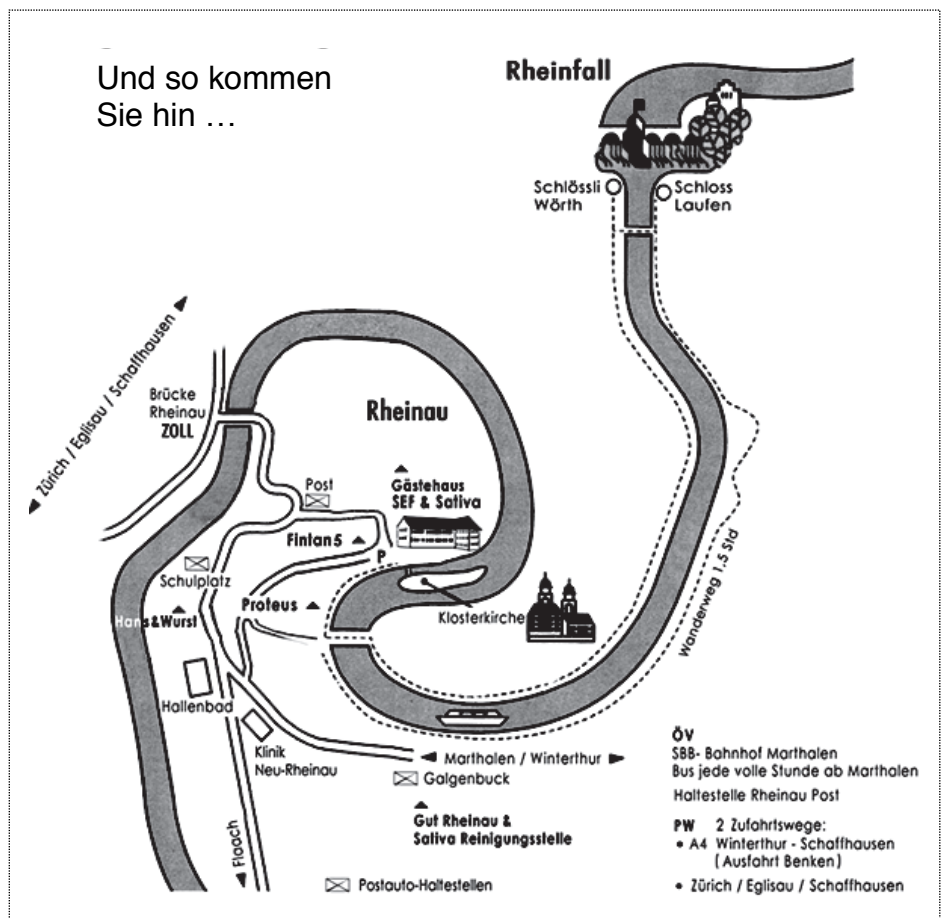 Und so kommen
Sie hin …
Rheinfall
Schlössli
Wörth
Schloss
Laufen
Zürich / Eglisau / Schaffhausen
Brücke
Rheinau
ZOLL
Rheinau
Post
Gästehaus
SEF & Sativa
Fintan 5
P
Schulplatz
Proteus
Klosterkirche
Hans & Wurst
Wanderweg 1.5 Std
Hallenbad
Klinik
Neu-Rheinau
Marthalen / Winterthur
Galgenbuck
Gut Rheinau &
Sativa Reinigungsstelle
Flaach
Postauto-Haltestellen
ÖV
SBB- Bahnhof Marthalen
Bus jede volle Stunde ab Marthalen
Haltestelle Rheinau Post
PW 2 Zufahrtswege:
• A4 Winterthur - Schaffhausen
(Ausfahrt Benken)
• Zürich / Eglisau / Schaffhausen